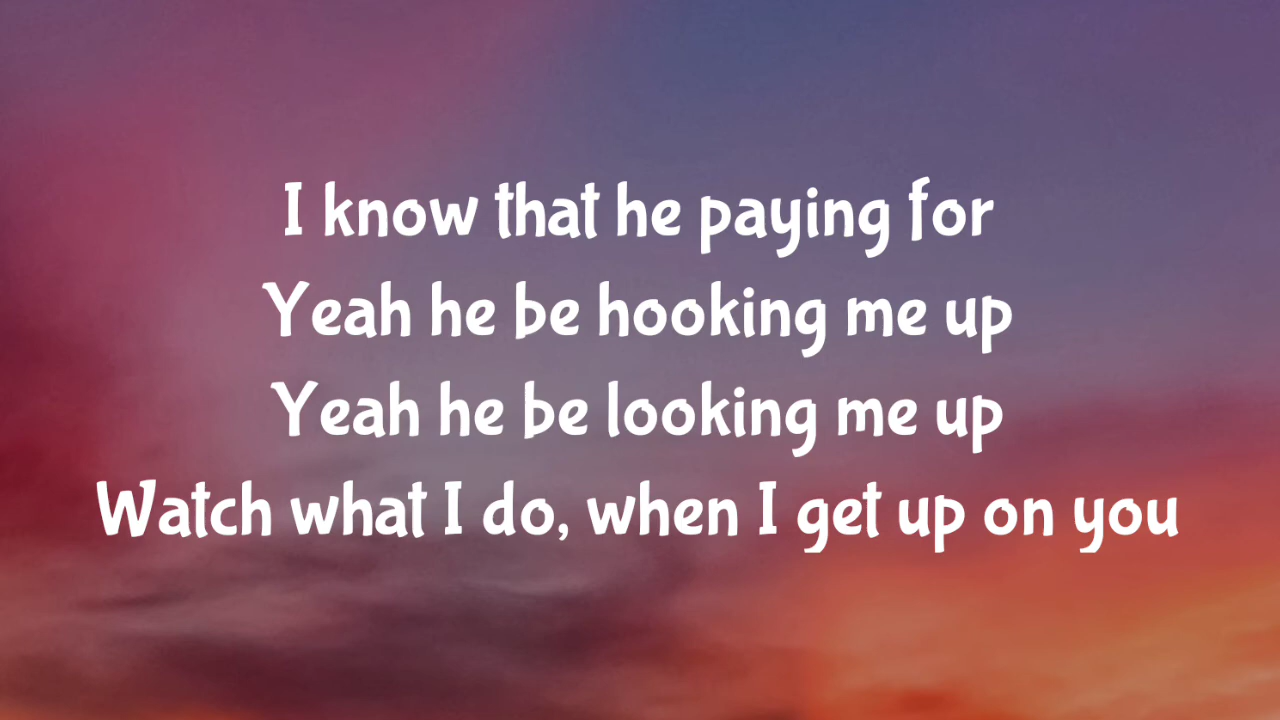 I know that he paying for
Yeah he be hooking me up
Yeah he be looking me up
Watch what I do, when I get up on you